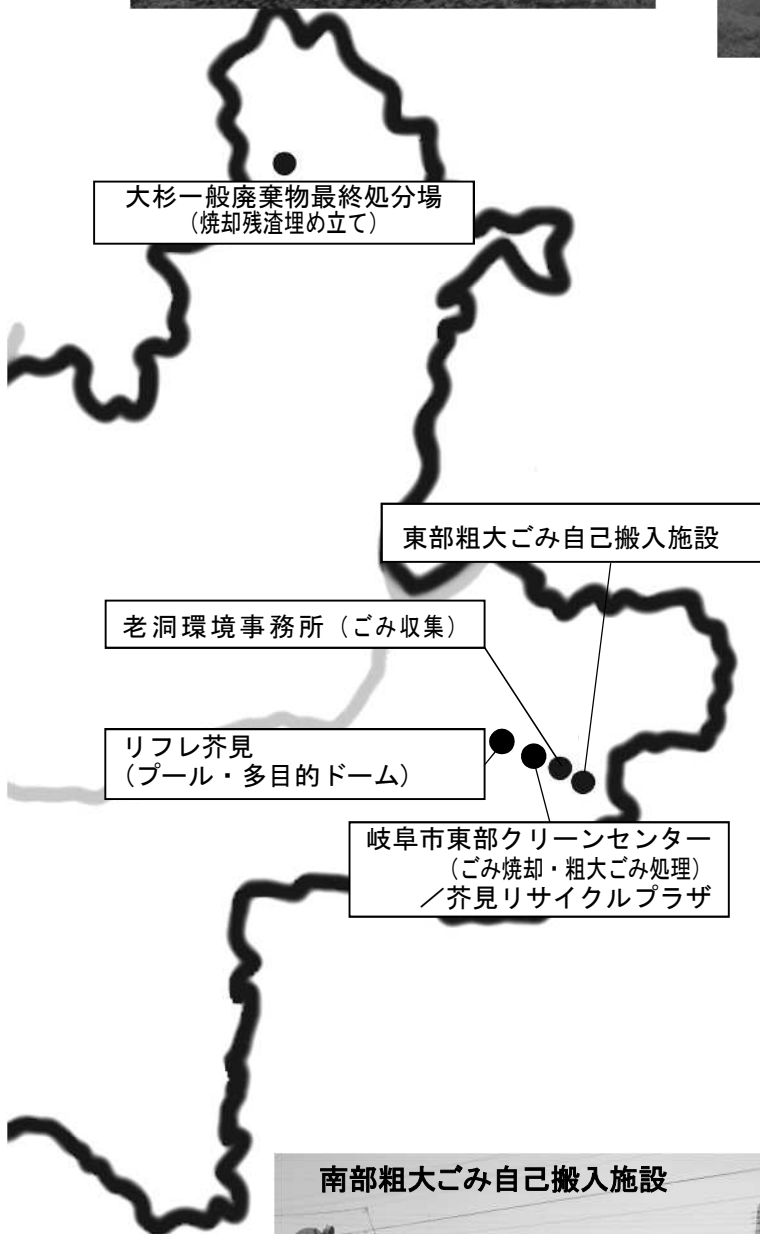 大杉一般廃棄物最終処分場
（焼却残渣埋め立て）
東部粗大ごみ自己搬入施設
老洞環境事務所（ごみ収集）
リフレ芥見
（プール・多目的ドーム）
岐阜市東部クリーンセンター
（ごみ焼却・粗大ごみ処理）
／芥見リサイクルプラザ
南部粗大ごみ自己搬入施設